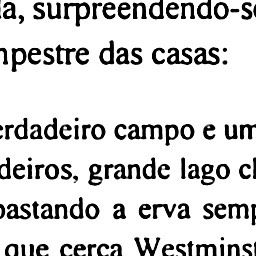 a, surpreendendo-s
mpestre das casas:
erdadeiro campo e um
deiros, grande lago c
pastando a erva semp
que cerca Westminst